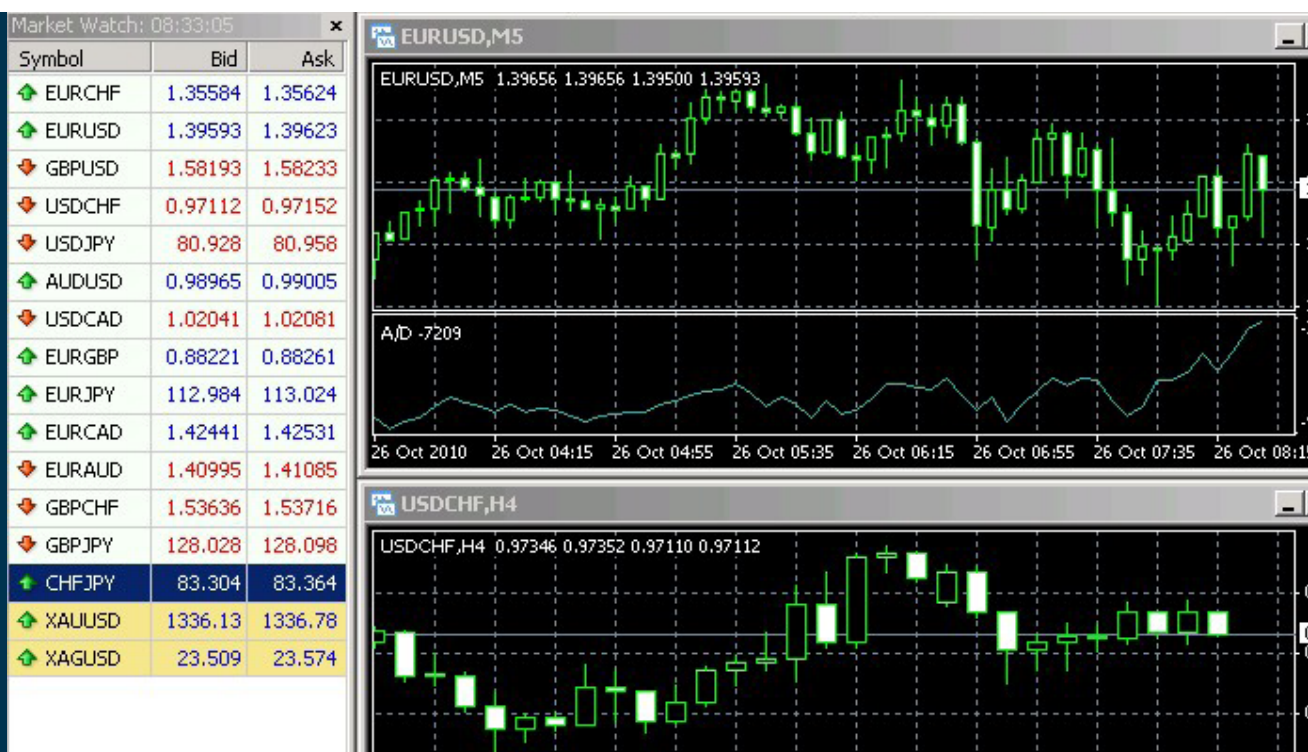 Market Watch: 08:33:05
Symbol Bid Ask
EURCHF 1.35584 1.35624
EURUSD 1.39593 1.39623
GBPUSD 1.58193 1.58233
USDCHF 0.97112 0.97152
USDJPY 80.928 80.958
AUDUSD 0.98965 0.99005
USDCAD 1.02041 1.02081
EURGBP 0.88221 0.88261
EURJPY 112.984 113.024
EURCAD 1.42441 1.42531
EURAUD 1.40995 1.41085
GBPCHF 1.53636 1.53716
GBPJPY 128.028 128.098
CHFJPY 83.304 83.364
XAUUSD 1336.13 1336.78
XAGUSD 23.509 23.574
EURUSD,M5
EURUSD,M5 1.39656 1.39656 1.39500 1.39593
A/D -7209
26 Oct 2010 26 Oct 04:15 26 Oct 04:55 26 Oct 05:35 26 Oct 06:15 26 Oct 06:55 26 Oct 07:35 26 Oct 08:15
USDCHF,H4
USDCHF,H4 0.97346 0.97352 0.97110 0.97112